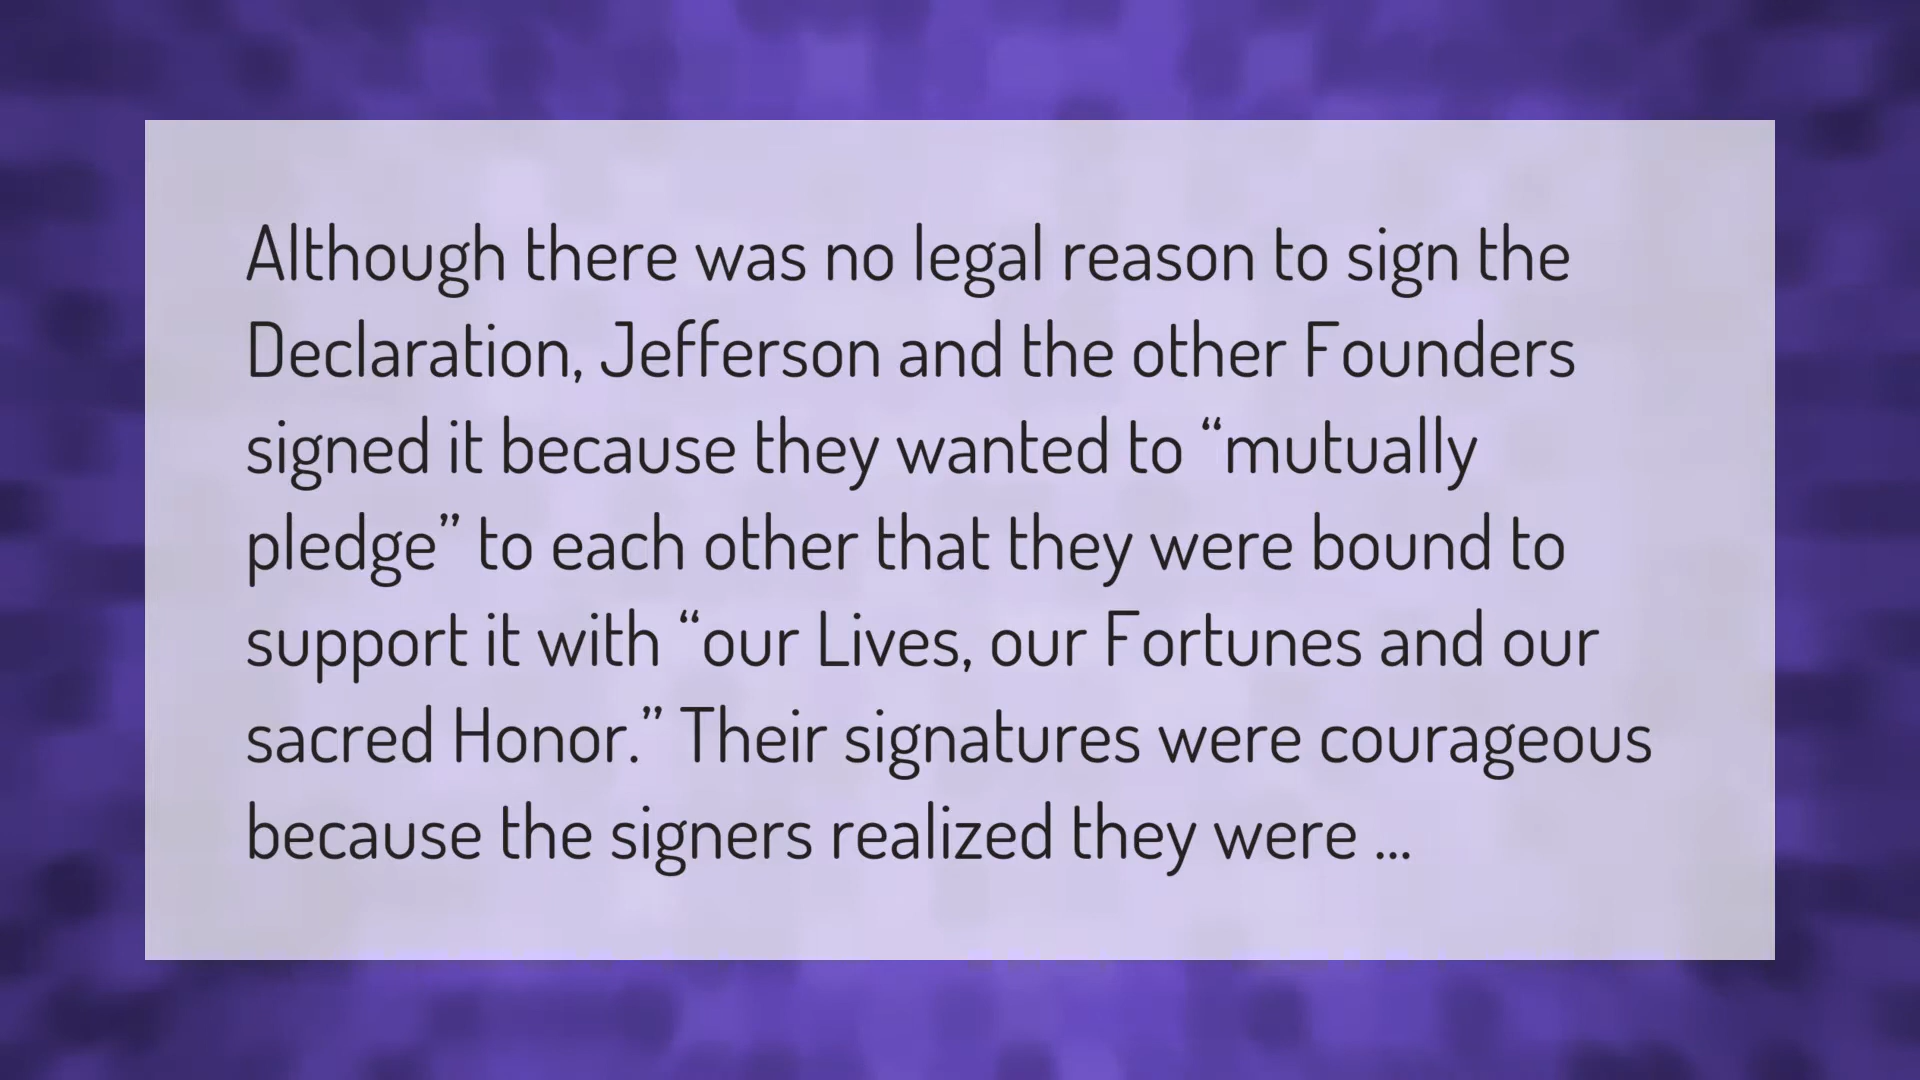 Although there was no legal reason to sign the
Declaration, Jefferson and the other Founders
signed it because they wanted to “mutually
pledge” to each other that they were bound to
support it with “our Lives, our Fortunes and our
sacred Honor.” Their signatures were courageous
because the signers realized they were ...